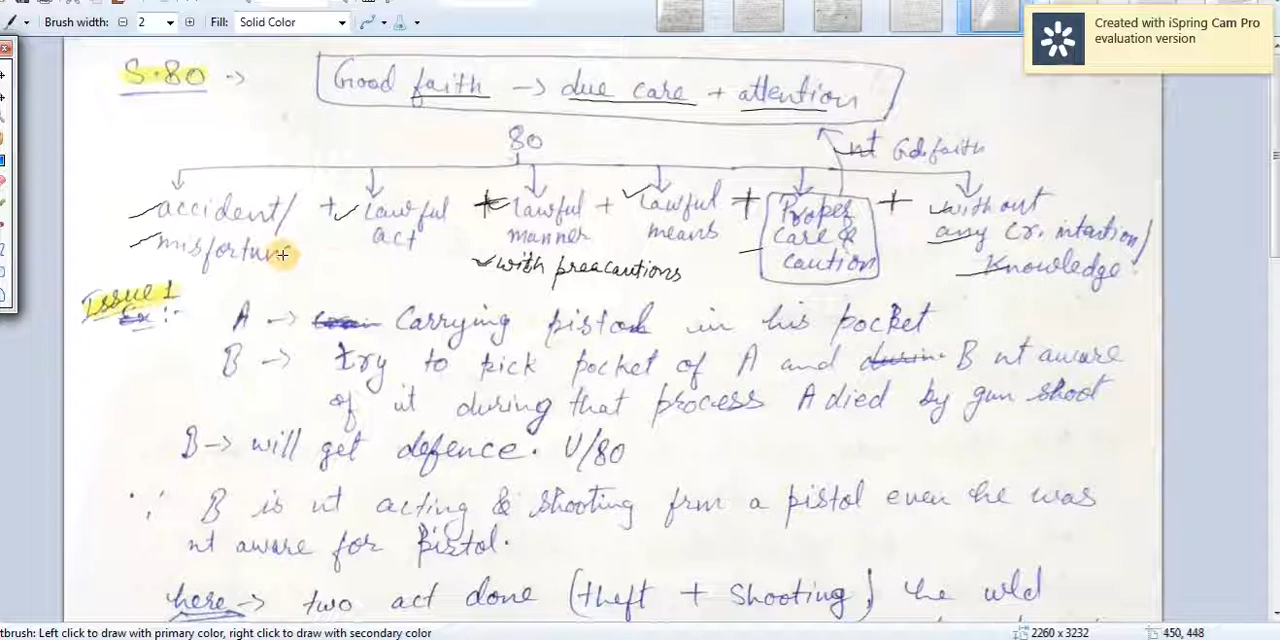 Brush width: 2 Fill: Solid Color
Created with iSpring Cam Pro
evaluation version
S.80 → Good faith → due care + attention
80
nt Gd. faith
accident/ + Lawful + Lawful + Lawful + Proper + without
misfortune act manner means care & any Cr. intention/
with preacautions caution Knowledge.
Issue 1
Ex:- A → Carrying pistol in his pocket
B → try to pick pocket of A and B nt aware
of it during that process A died by gun shoot
B → will get defence. U/80
∵ B is nt acting & shooting frm a pistol even he was
nt aware for pistol.
here → two act done (theft + shooting) he wld
tbrush: Left click to draw with primary color, right click to draw with secondary color
2260 x 3232
450, 448